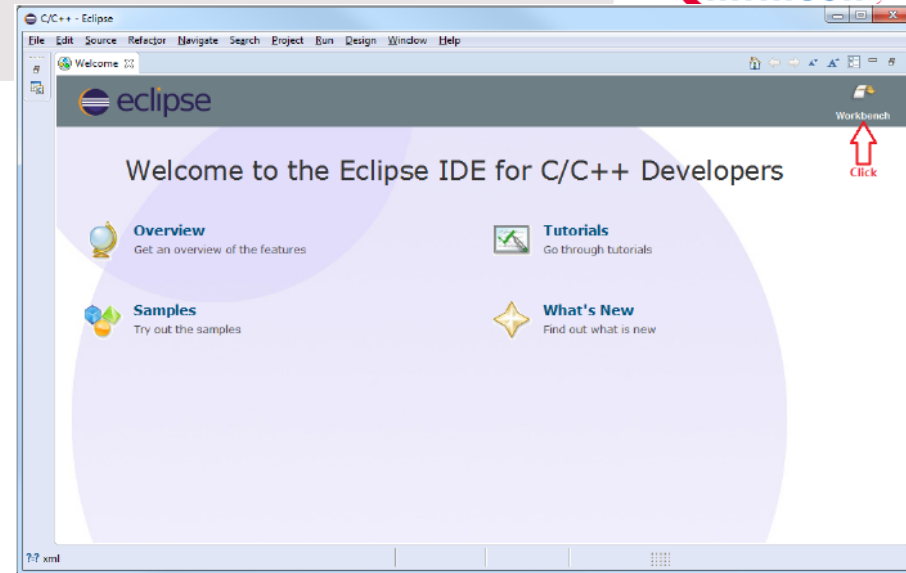 C/C++ - Eclipse
File Edit Source Refactor Navigate Search Project Run Design Window Help
Welcome
eclipse
Workbench
Click
Welcome to the Eclipse IDE for C/C++ Developers
Overview
Get an overview of the features
Tutorials
Go through tutorials
Samples
Try out the samples
What's New
Find out what is new
?:? xml